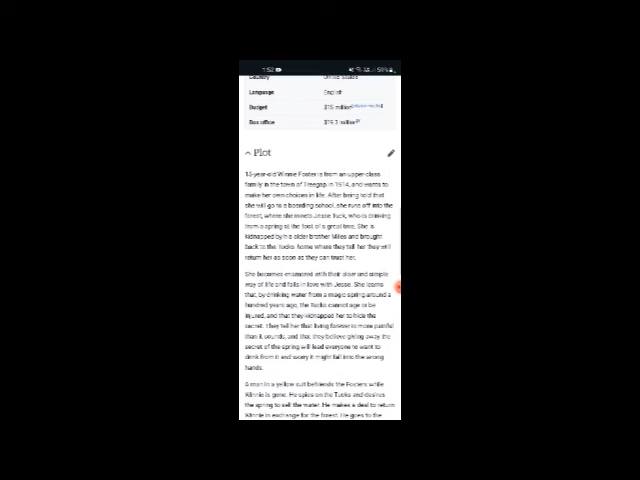 1:52
59%
Country United States
Language English
Budget $15 million
Box office $19.3 million
Plot
15-year-old Winnie Foster is from an upper-class
family in the town of Treegap in 1914, and wants to
make her own choices in life. After being told that
she will go to a boarding school, she runs off into the
forest, where she meets Jesse Tuck, who is drinking
from a spring at the foot of a great tree. She is
kidnapped by his older brother Miles and brought
back to the Tucks' home where they tell her they will
return her as soon as they can trust her.
She becomes enamored with their slow and simple
way of life and falls in love with Jesse. She learns
that, by drinking water from a magic spring around a
hundred years ago, the Tucks cannot age or be
injured, and that they kidnapped her to hide the
secret. They tell her that living forever is more painful
than it sounds, and that they believe giving away the
secret of the spring will lead everyone to want to
drink from it and worry it might fall into the wrong
hands.
A man in a yellow suit befriends the Fosters while
Winnie is gone. He spies on the Tucks and desires
the spring to sell the water. He makes a deal to return
Winnie in exchange for the forest. He goes to the